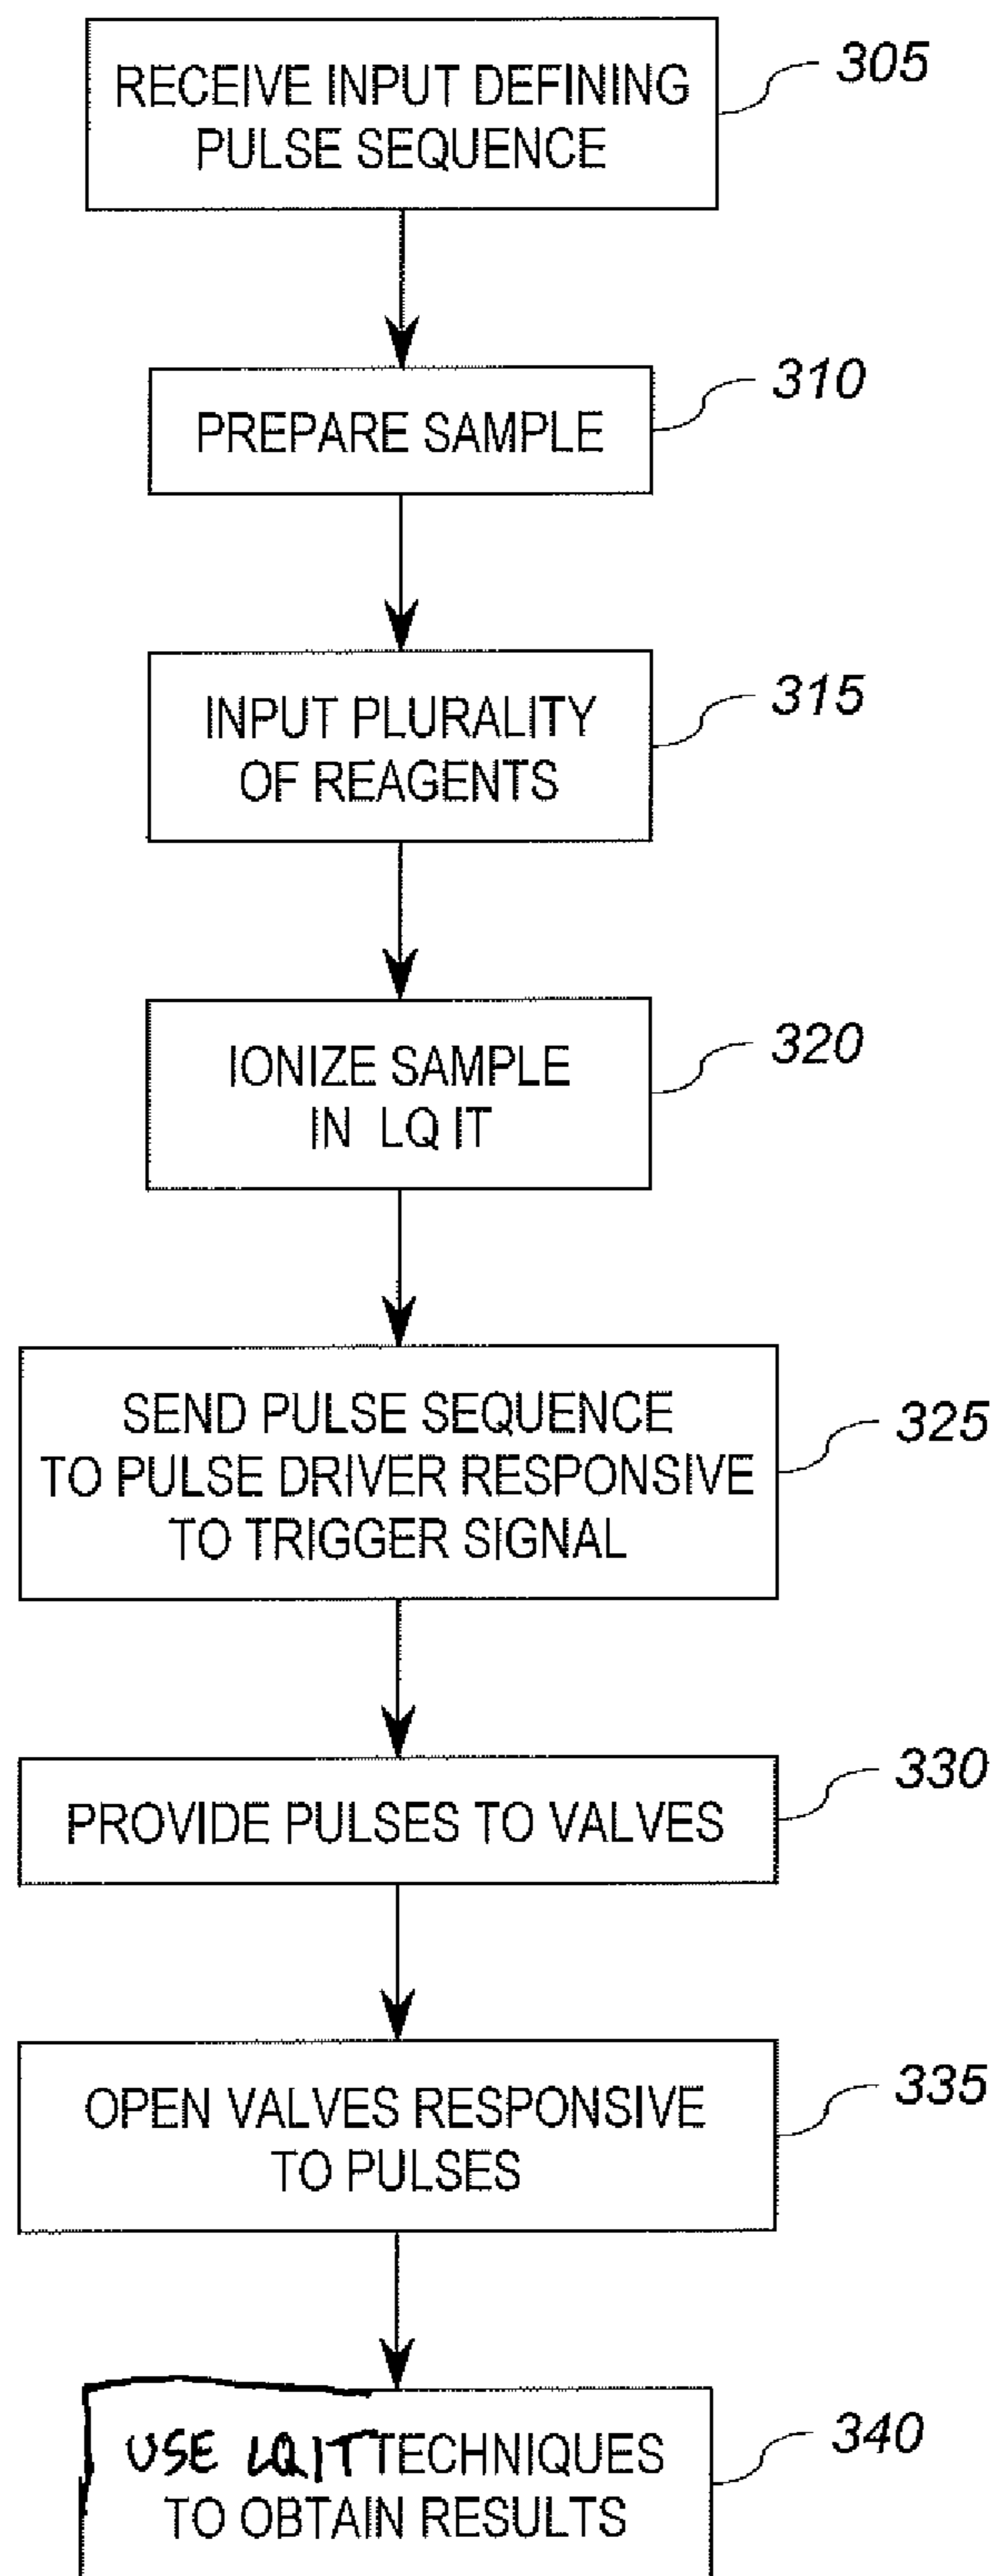 RECEIVE INPUT DEFINING
PULSE SEQUENCE
305
PREPARE SAMPLE
310
INPUT PLURALITY
OF REAGENTS
315
IONIZE SAMPLE
IN LQ IT
320
SEND PULSE SEQUENCE
TO PULSE DRIVER RESPONSIVE
TO TRIGGER SIGNAL
325
PROVIDE PULSES TO VALVES
330
OPEN VALVES RESPONSIVE
TO PULSES
335
USE LQIT TECHNIQUES
TO OBTAIN RESULTS
340